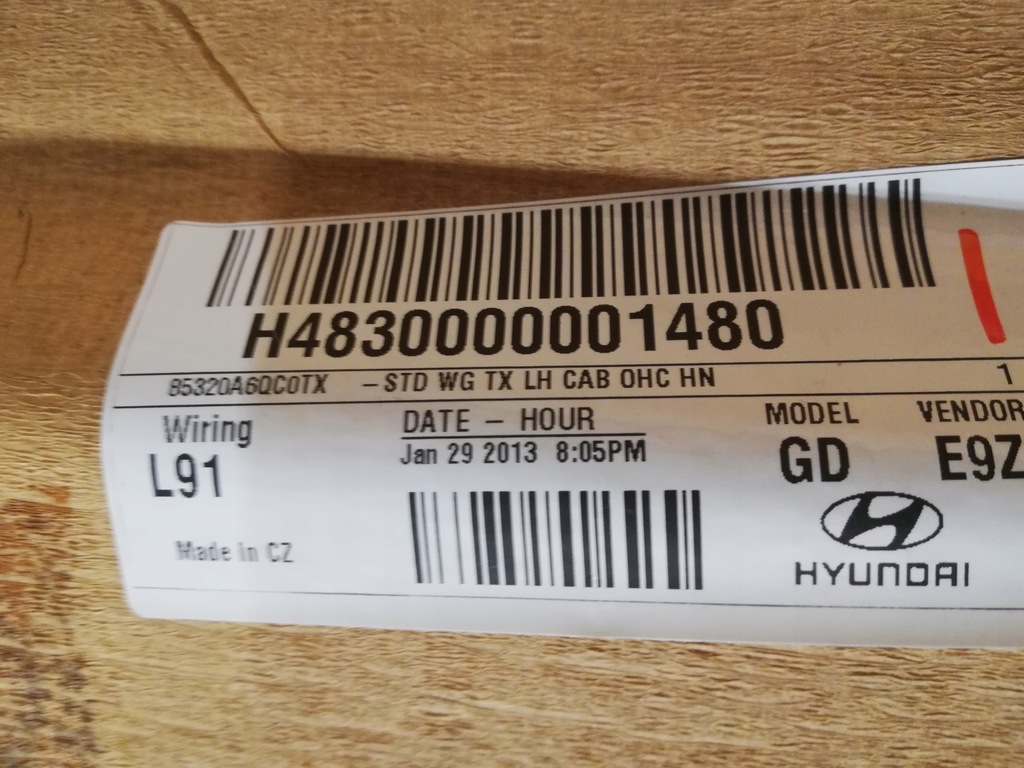 H4830000001480
85320A6QC0TX – STD WG TX LH CAB OHC HN 1
Wiring
L91
Made In CZ
DATE – HOUR
Jan 29 2013 8:05PM
MODEL
GD
VENDOR
E9Z
HYUNDAI